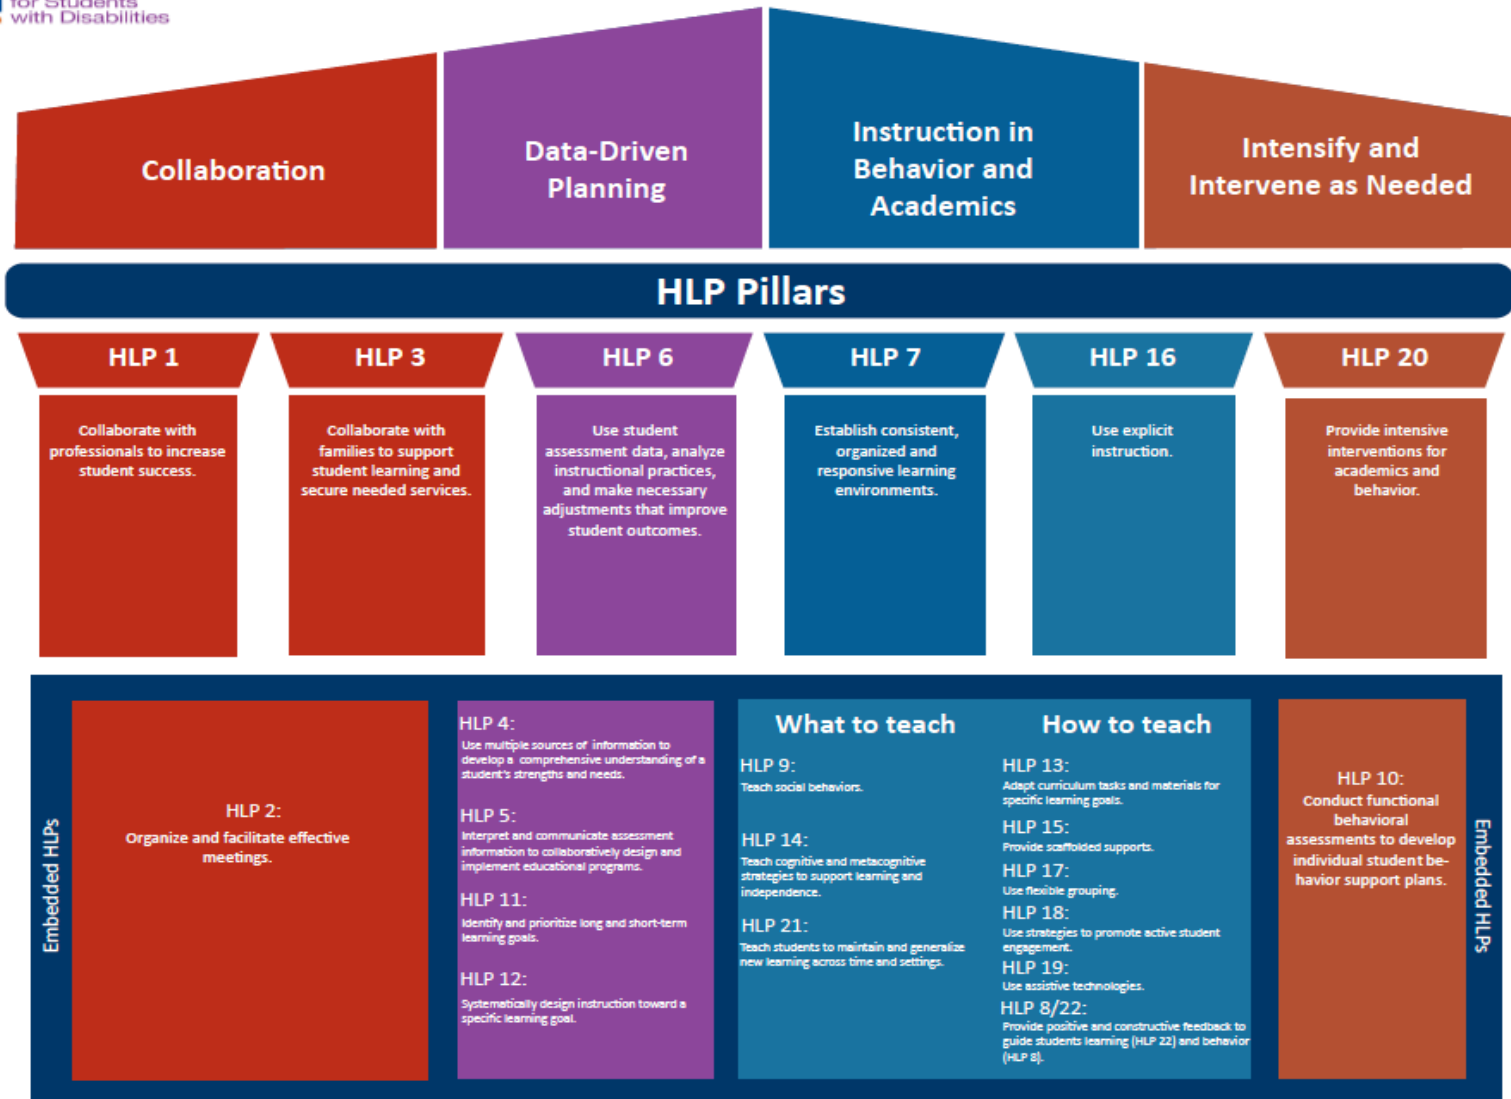 for Students
with Disabilities
Collaboration
Data-Driven
Planning
Instruction in
Behavior and
Academics
Intensify and
Intervene as Needed
HLP Pillars
HLP 1
Collaborate with
professionals to increase
student success.
HLP 3
Collaborate with
families to support
student learning and
secure needed services.
HLP 6
Use student
assessment data, analyze
instructional practices,
and make necessary
adjustments that improve
student outcomes.
HLP 7
Establish consistent,
organized and
responsive learning
environments.
HLP 16
Use explicit
instruction.
HLP 20
Provide intensive
interventions for
academics and
behavior.
Embedded HLPs
HLP 2:
Organize and facilitate effective
meetings.
HLP 4:
Use multiple sources of information to
develop a comprehensive understanding of a
student's strengths and needs.
HLP 5:
Interpret and communicate assessment
information to collaboratively design and
implement educational programs.
HLP 11:
Identify and prioritize long and short-term
learning goals.
HLP 12:
Systematically design instruction toward a
specific learning goal.
What to teach
HLP 9:
Teach social behaviors.
HLP 14:
Teach cognitive and metacognitive
strategies to support learning and
independence.
HLP 21:
Teach students to maintain and generalize
new learning across time and settings.
How to teach
HLP 13:
Adapt curriculum tasks and materials for
specific learning goals.
HLP 15:
Provide scaffolded supports.
HLP 17:
Use flexible grouping.
HLP 18:
Use strategies to promote active student
engagement.
HLP 19:
Use assistive technologies.
HLP 8/22:
Provide positive and constructive feedback to
guide students learning (HLP 22) and behavior
(HLP 8).
HLP 10:
Conduct functional
behavioral
assessments to develop
individual student be-
havior support plans.
Embedded HLPs